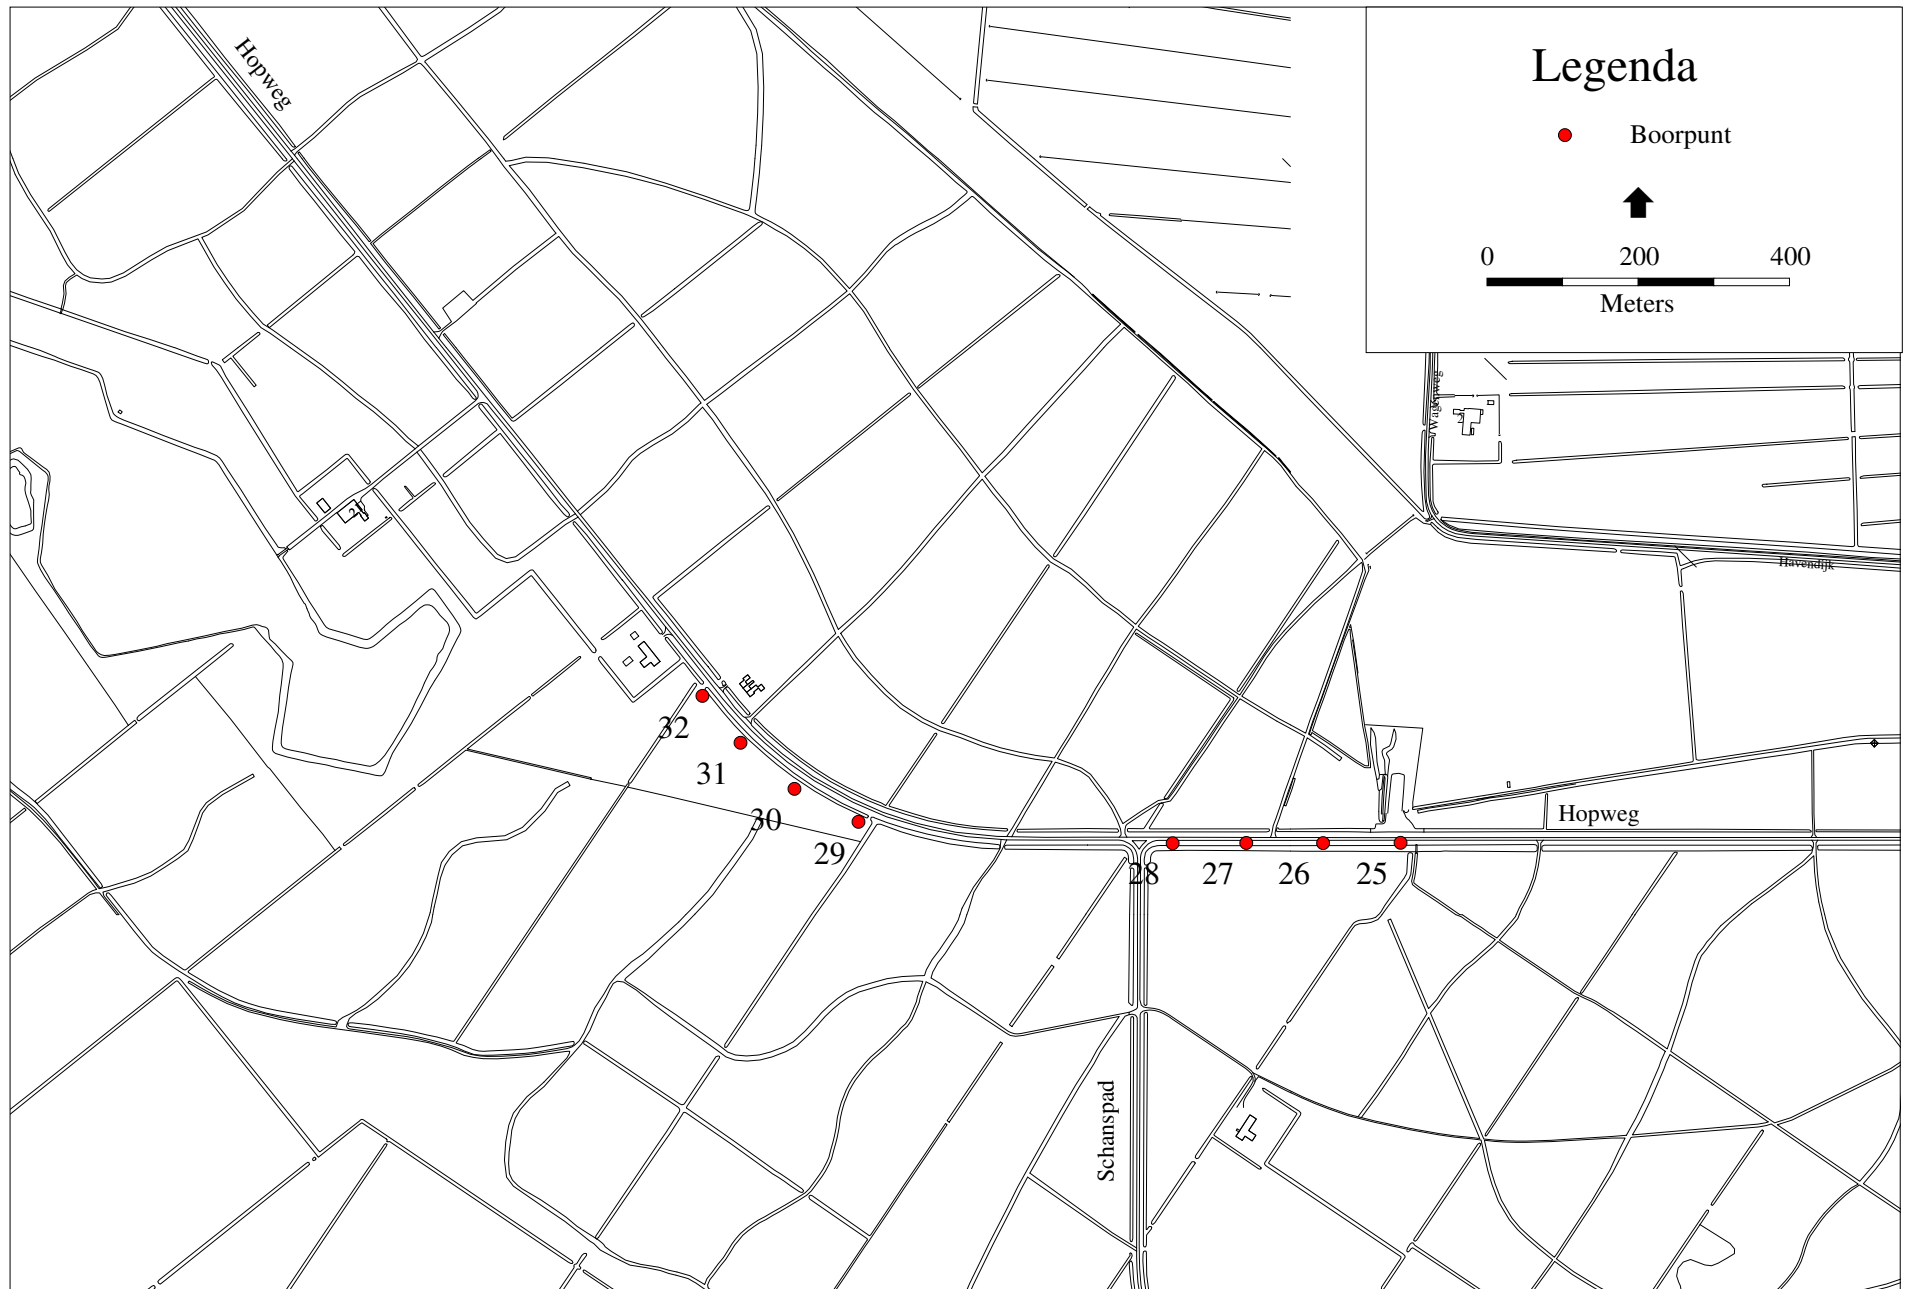 Hopweg
Legenda
Boorpunt
0 200 400
Meters
Havendijk
32
31
30
29
Hopweg
28 27 26 25
Schanspad